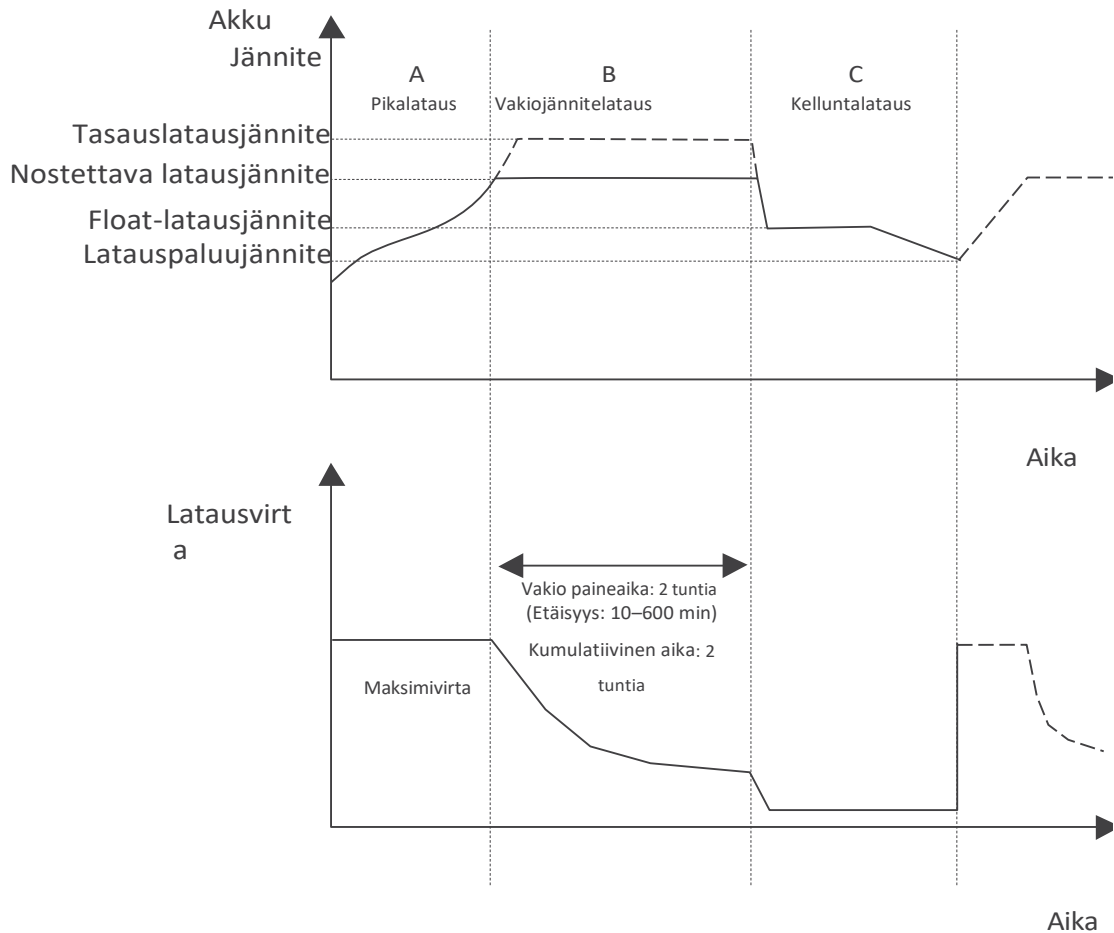 Akku
Jännite
A
Pikalataus
B
Vakiojännitelataus
C
Kelluntalataus
Tasauslatausjännite
Nostettava latausjännite
Float-latausjännite
Latauspaluujännite
Aika
Latausvirt
a
Vakio paineaika: 2 tuntia
(Etäisyys: 10–600 min)
Kumulatiivinen aika: 2
tuntia
Maksimivirta
Aika